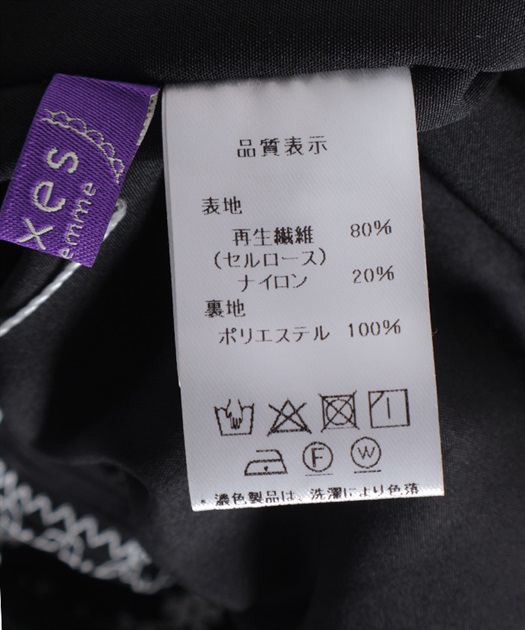 xes
emme
品質表示
表地
再生繊維 80%
(セルロース)
ナイロン 20%
裏地
ポリエステル 100%
F W
・濃色製品は、洗濯により色落